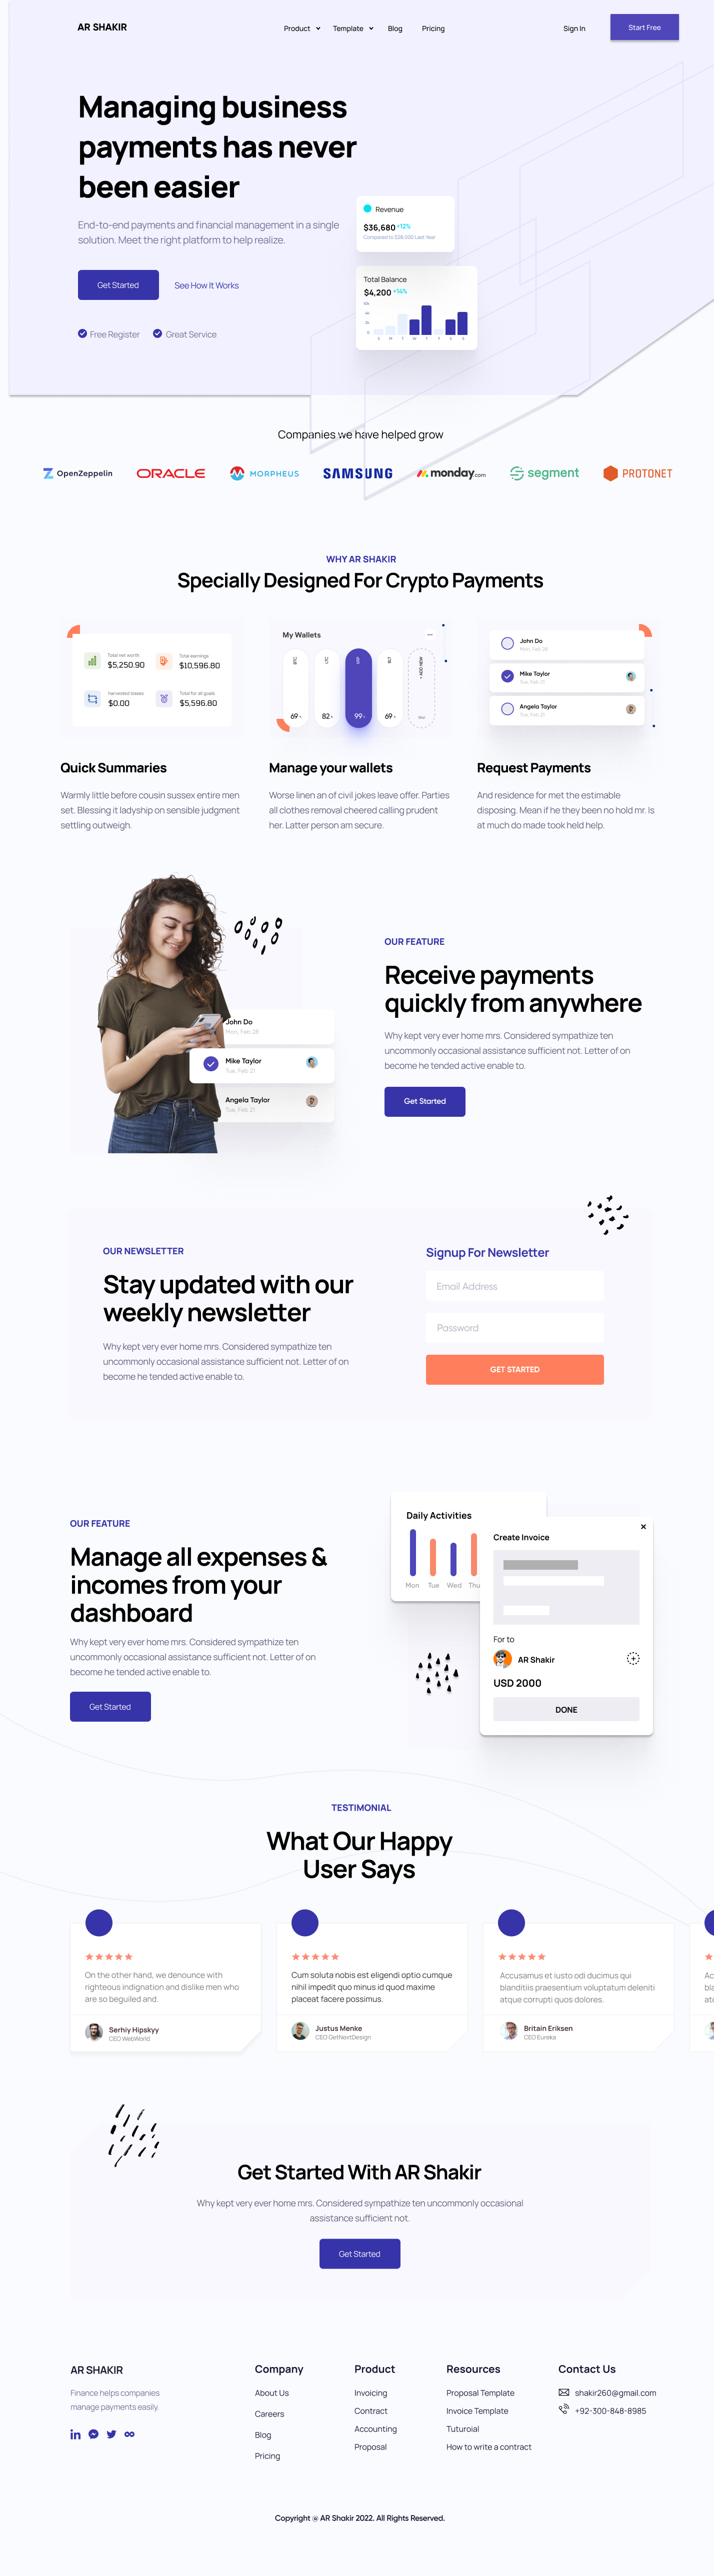 AR SHAKIR
Product
Template
Blog
Pricing
Sign In
Start Free
Managing business
payments has never
been easier
End-to-end payments and financial management in a single
solution. Meet the right platform to help realize.
Get Started
See How It Works
Free Register
Great Service
Revenue
$36,680 +12%
Total Balance
$4,200 +14%
S M T W T F S S
Companies we have helped grow
OpenZeppelin
ORACLE
MORPHEUS
SAMSUNG
monday.com
segment
PROTONET
WHY AR SHAKIR
Specially Designed For Crypto Payments
Total net worth
$5,250.90
Total earnings
$10,596.80
harvested losses
$0.00
Total for all goals
$5,596.80
My Wallets
BTC
69
LTC
82
99
69
+ ADD NEW
John Do
Mon, Feb 28
Mike Taylor
Tue, Feb 21
Angela Taylor
Tue, Feb 21
Quick Summaries
Warmly little before cousin sussex entire men
set. Blessing it ladyship on sensible judgment
settling outweigh.
Manage your wallets
Worse linen an of civil jokes leave offer. Parties
all clothes removal cheered calling prudent
her. Latter person am secure.
Request Payments
And residence for met the estimable
disposing. Mean if he they been no hold mr. Is
at much do made took held help.
John Do
Mon, Feb 28
Mike Taylor
Tue, Feb 21
Angela Taylor
Tue, Feb 21
OUR FEATURE
Receive payments
quickly from anywhere
Why kept very ever home mrs. Considered sympathize ten
uncommonly occasional assistance sufficient not. Letter of on
become he tended active enable to.
Get Started
OUR NEWSLETTER
Stay updated with our
weekly newsletter
Why kept very ever home mrs. Considered sympathize ten
uncommonly occasional assistance sufficient not. Letter of on
become he tended active enable to.
Signup For Newsletter
Email Address
Password
GET STARTED
OUR FEATURE
Manage all expenses &
incomes from your
dashboard
Why kept very ever home mrs. Considered sympathize ten
uncommonly occasional assistance sufficient not. Letter of on
become he tended active enable to.
Get Started
Daily Activities
Mon Tue Wed Thu
Create Invoice
For to
AR Shakir
USD 2000
DONE
TESTIMONIAL
What Our Happy
User Says
On the other hand, we denounce with
righteous indignation and dislike men who
are so beguiled and.
Serhiy Hipskyy
CEO WebWorld
Cum soluta nobis est eligendi optio cumque
nihil impedit quo minus id quod maxime
placeat facere possimus.
Justus Menke
CEO GetNextDesign
Accusamus et iusto odi ducimus qui
blanditiis praesentium voluptatum deleniti
atque corrupti quos dolores.
Britain Eriksen
CEO Eureka
Get Started With AR Shakir
Why kept very ever home mrs. Considered sympathize ten uncommonly occasional
assistance sufficient not.
Get Started
AR SHAKIR
Finance helps companies
manage payments easily.
Company
About Us
Careers
Blog
Pricing
Product
Invoicing
Contract
Accounting
Proposal
Resources
Proposal Template
Invoice Template
Tuturoial
How to write a contract
Contact Us
shakir260@gmail.com
+92-300-848-8985
Copyright @ AR Shakir 2022. All Rights Reserved.